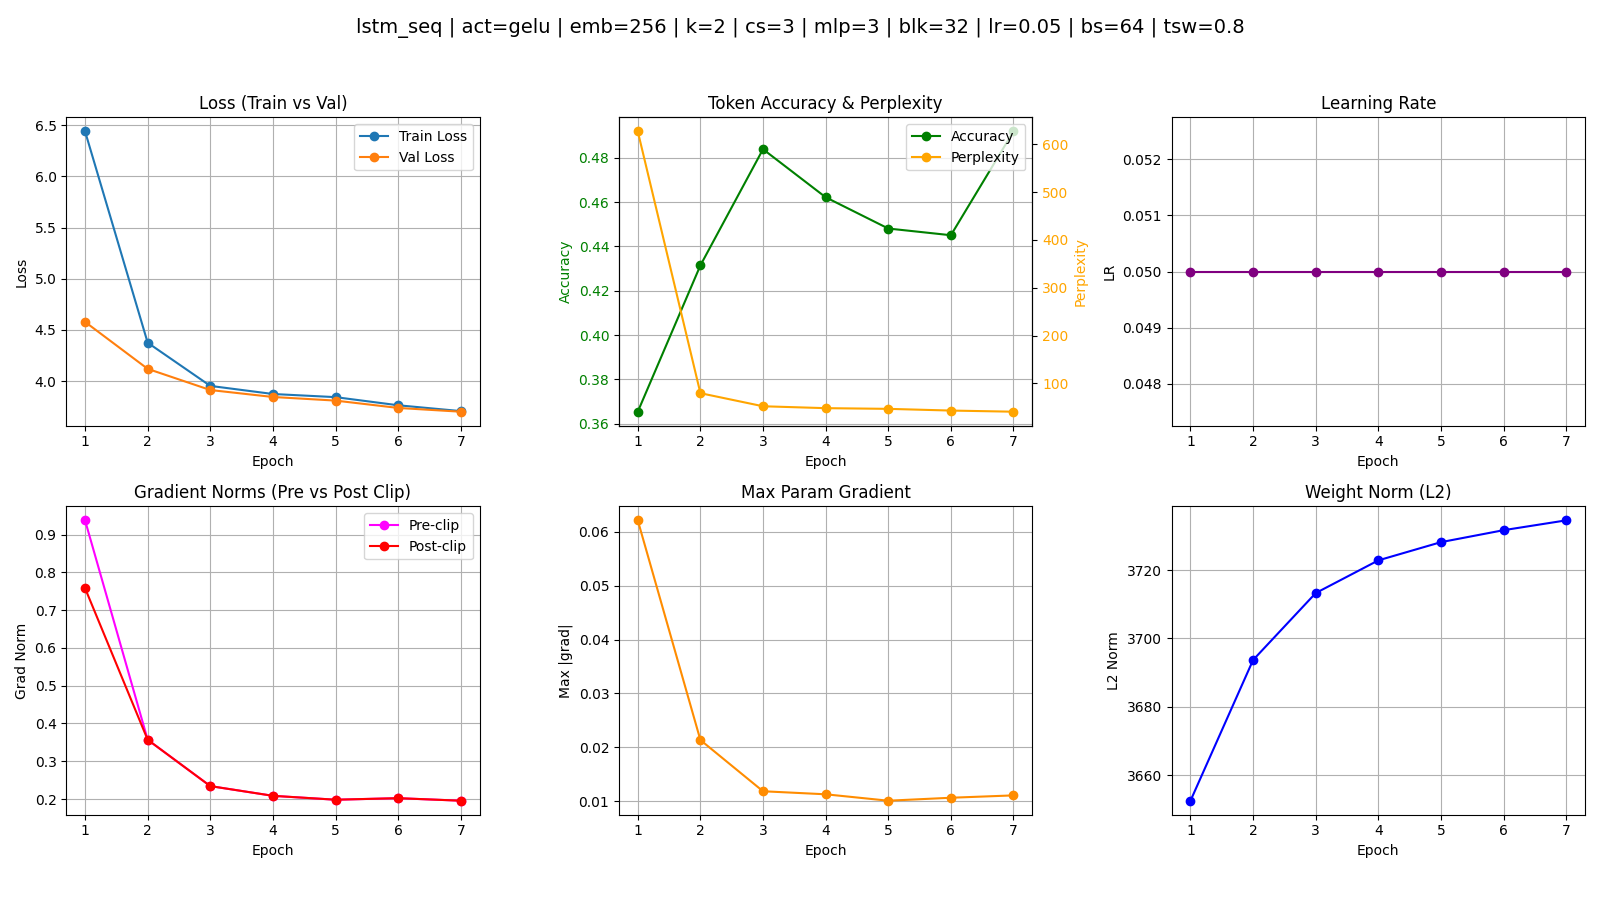 lstm_seq | act=gelu | emb=256 | k=2 | cs=3 | mlp=3 | blk=32 | lr=0.05 | bs=64 | tsw=0.8
Loss (Train vs Val)
6.5
6.0
5.5
5.0
4.5
4.0
Loss
Train Loss
Val Loss
1 2 3 4 5 6 7
Epoch
Token Accuracy & Perplexity
0.48
0.46
0.44
0.42
0.40
0.38
0.36
Accuracy
Accuracy
Perplexity
600
500
400
300
200
100
Perplexity
1 2 3 4 5 6 7
Epoch
Learning Rate
0.052
0.051
0.050
0.049
0.048
LR
1 2 3 4 5 6 7
Epoch
Gradient Norms (Pre vs Post Clip)
0.9
0.8
0.7
0.6
0.5
0.4
0.3
0.2
Grad Norm
Pre-clip
Post-clip
1 2 3 4 5 6 7
Epoch
Max Param Gradient
0.06
0.05
0.04
0.03
0.02
0.01
Max |grad|
1 2 3 4 5 6 7
Epoch
Weight Norm (L2)
3720
3700
3680
3660
L2 Norm
1 2 3 4 5 6 7
Epoch